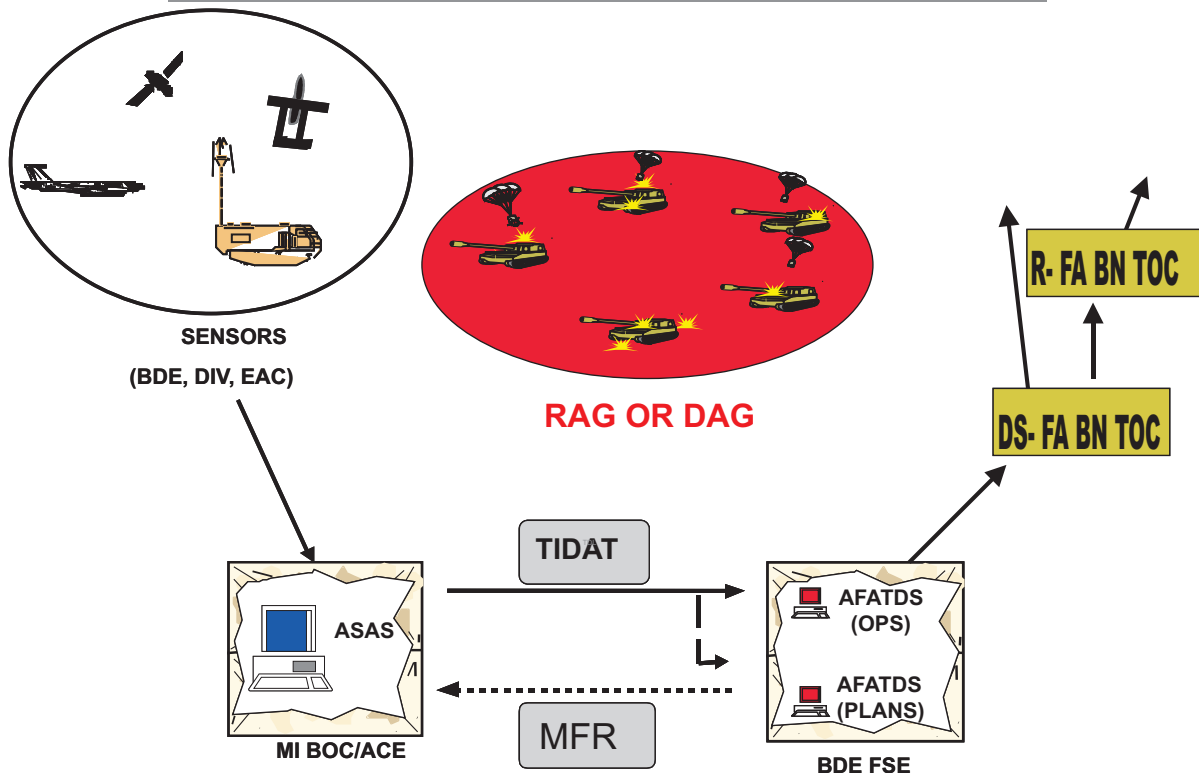 SENSORS
(BDE, DIV, EAC)
RAG OR DAG
R- FA BN TOC
DS- FA BN TOC
TIDAT
ASAS
AFATDS
(OPS)
AFATDS
(PLANS)
MFR
MI BOC/ACE
BDE FSE